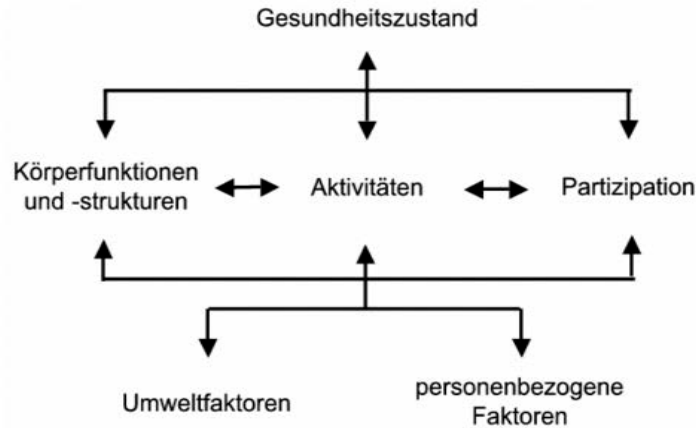 Gesundheitszustand
Körperfunktionen
und -strukturen
Aktivitäten
Partizipation
Umweltfaktoren
personenbezogene
Faktoren